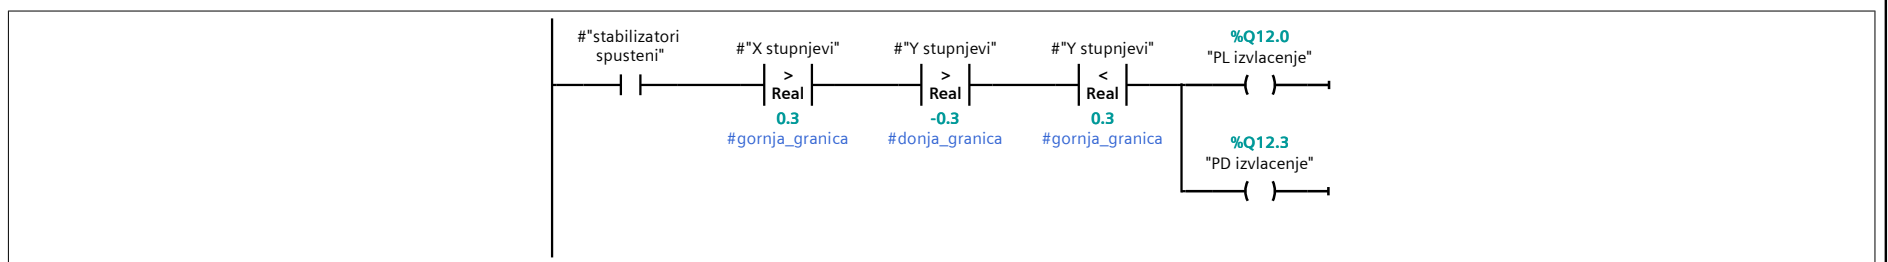 #"stabilizatori
spusteni"
#"X stupnjevi"
>
Real
0.3
#gornja_granica
#"Y stupnjevi"
>
Real
-0.3
#donja_granica
#"Y stupnjevi"
<
Real
0.3
#gornja_granica
%Q12.0
"PL izvlacenje"
%Q12.3
"PD izvlacenje"